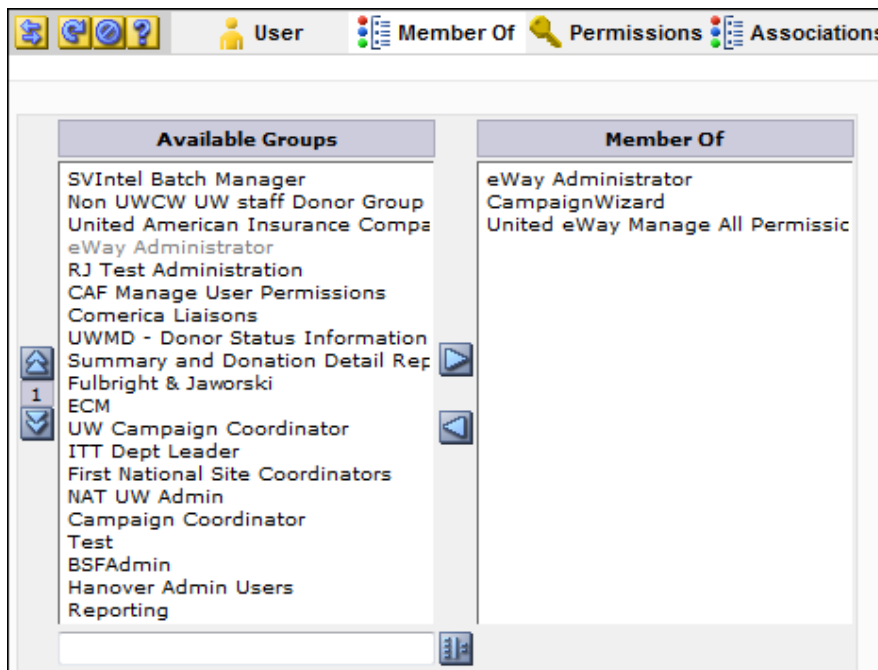 User Member Of Permissions Associations
Available Groups
SVIntel Batch Manager
Non UWCW UW staff Donor Group
United American Insurance Compa
eWay Administrator
RJ Test Administration
CAF Manage User Permissions
Comerica Liaisons
UWMD - Donor Status Information
Summary and Donation Detail Rep
Fulbright & Jaworski
ECM
UW Campaign Coordinator
ITT Dept Leader
First National Site Coordinators
NAT UW Admin
Campaign Coordinator
Test
BSFAdmin
Hanover Admin Users
Reporting
1
Member Of
eWay Administrator
CampaignWizard
United eWay Manage All Permissic